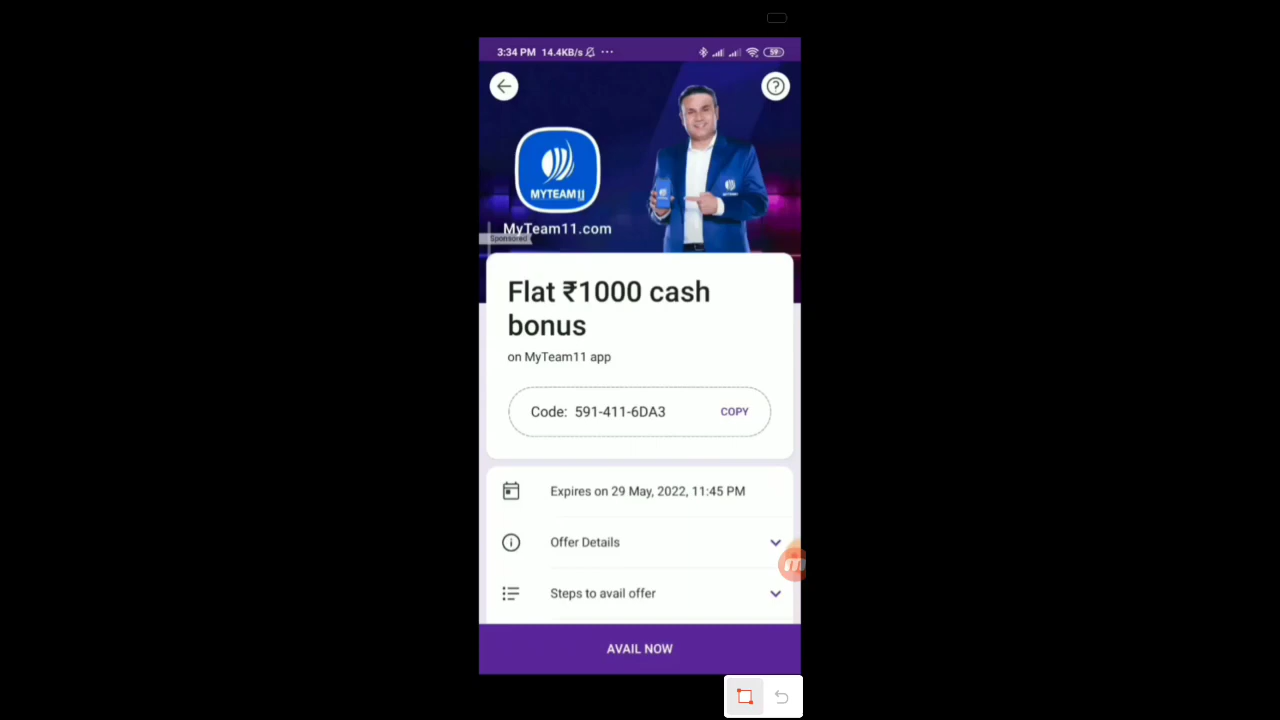 3:34 PM 14.4KB/s ...
59
MYTEAM11
MyTeam11.com
Sponsored
Flat ₹1000 cash
bonus
on MyTeam11 app
Code: 591-411-6DA3 COPY
Expires on 29 May, 2022, 11:45 PM
Offer Details
Steps to avail offer
AVAIL NOW